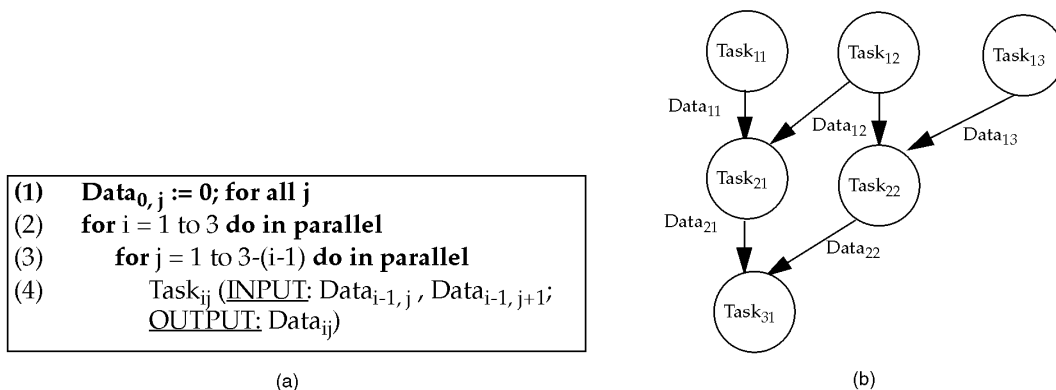 (1) Data0, j := 0; for all j
(2) for i = 1 to 3 do in parallel
(3) for j = 1 to 3-(i-1) do in parallel
(4) Taskij (INPUT: Datai-1, j , Datai-1, j+1;
OUTPUT: Dataij)
(a)
Task11
Task12
Task13
Data11
Data12
Data13
Task21
Task22
Data21
Data22
Task31
(b)